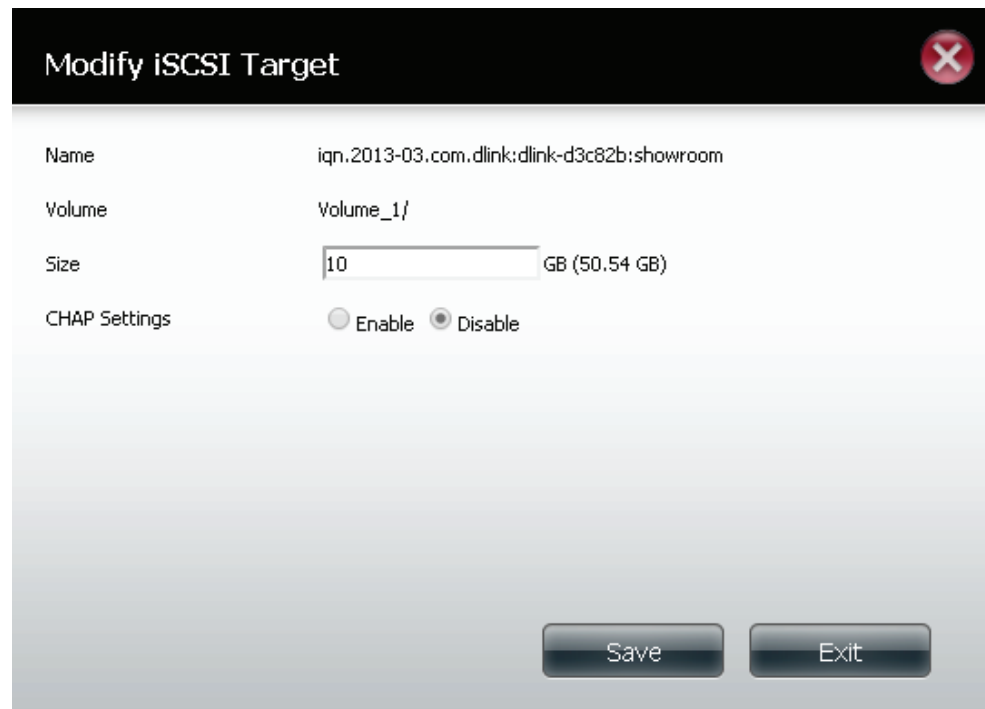 Modify iSCSI Target
Name iqn.2013-03.com.dlink:dlink-d3c82b:showroom
Volume Volume_1/
Size 10 GB (50.54 GB)
CHAP Settings Enable Disable
Save Exit